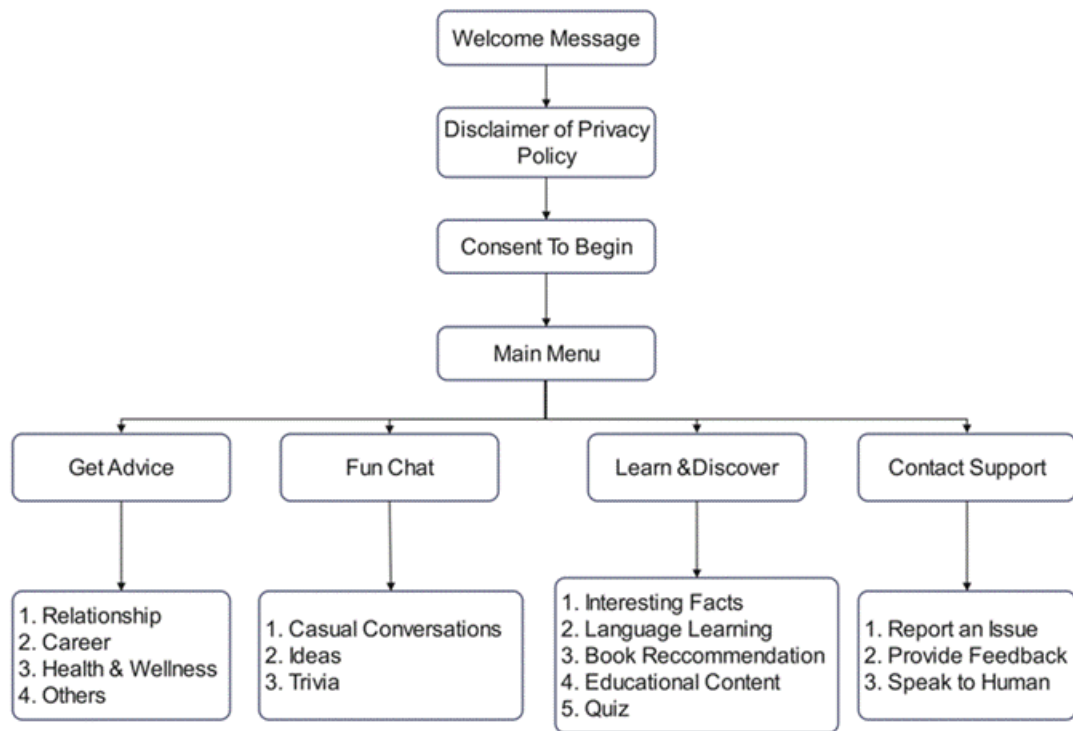 Welcome Message
Disclaimer of Privacy
Policy
Consent To Begin
Main Menu
Get Advice
Fun Chat
Learn &Discover
Contact Support
1. Relationship
2. Career
3. Health & Wellness
4. Others
1. Casual Conversations
2. Ideas
3. Trivia
1. Interesting Facts
2. Language Learning
3. Book Reccommendation
4. Educational Content
5. Quiz
1. Report an Issue
2. Provide Feedback
3. Speak to Human